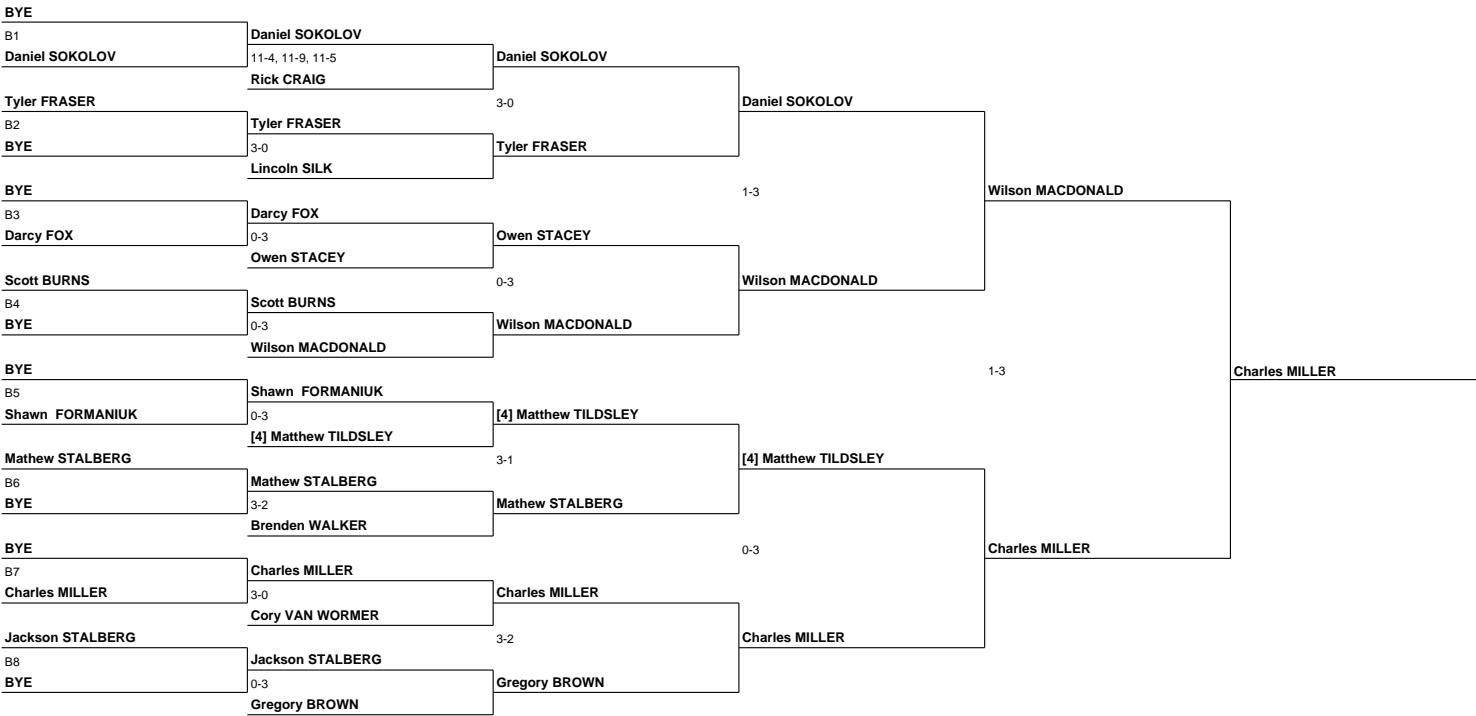 BYE
B1
Daniel SOKOLOV
Tyler FRASER
B2
BYE
BYE
B3
Darcy FOX
Scott BURNS
B4
BYE
BYE
B5
Shawn  FORMANIUK
Mathew STALBERG
B6
BYE
BYE
B7
Charles MILLER
Jackson STALBERG
B8
BYE
Daniel SOKOLOV
11-4, 11-9, 11-5
Rick CRAIG
Tyler FRASER
3-0
Lincoln SILK
Darcy FOX
0-3
Owen STACEY
Scott BURNS
0-3
Wilson MACDONALD
Shawn  FORMANIUK
0-3
[4] Matthew TILDSLEY
Mathew STALBERG
3-2
Brenden WALKER
Charles MILLER
3-0
Cory VAN WORMER
Jackson STALBERG
0-3
Gregory BROWN
Daniel SOKOLOV
3-0
Tyler FRASER
Owen STACEY
0-3
Wilson MACDONALD
[4] Matthew TILDSLEY
3-1
Mathew STALBERG
Charles MILLER
3-2
Gregory BROWN
Daniel SOKOLOV
1-3
Wilson MACDONALD
[4] Matthew TILDSLEY
0-3
Charles MILLER
Wilson MACDONALD
1-3
Charles MILLER
Charles MILLER